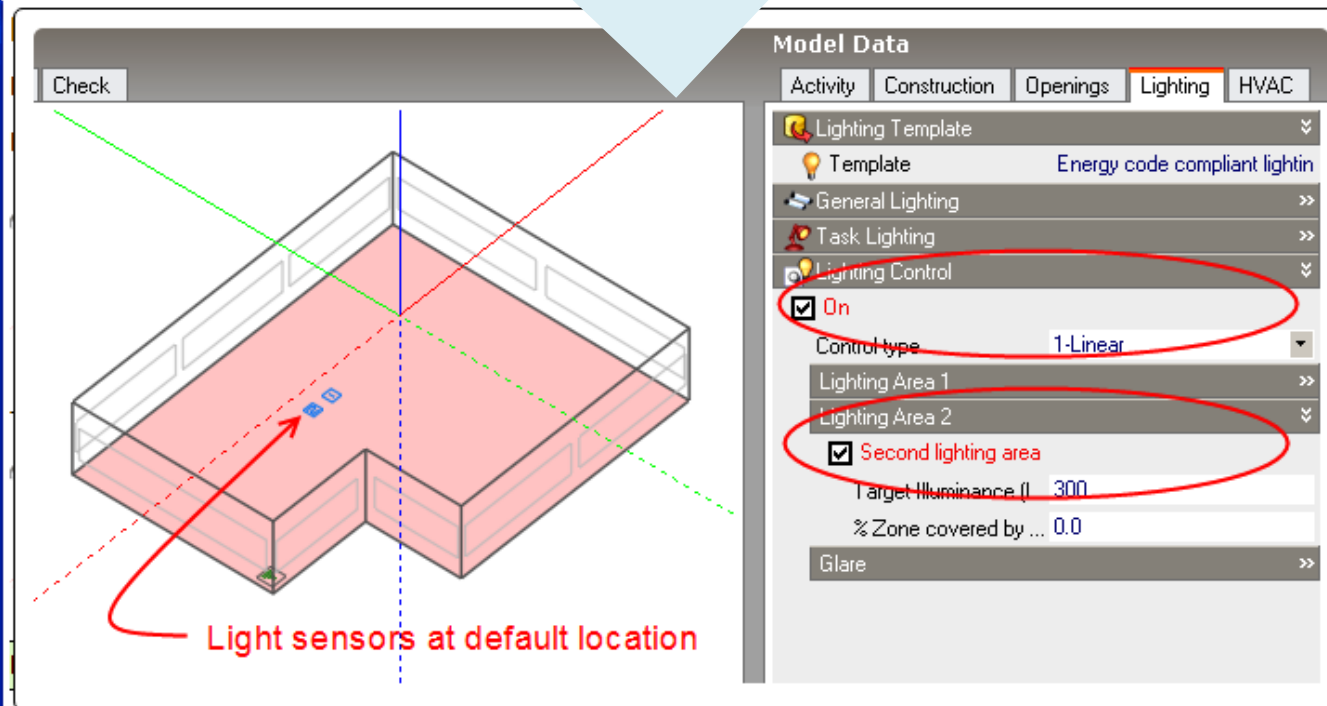 Model Data
Check
Activity Construction Openings Lighting HVAC
Lighting Template
Template Energy code compliant lightin
General Lighting
Task Lighting
Lighting Control
On
Control type 1-Linear
Lighting Area 1
Lighting Area 2
Second lighting area
Target Illuminance (l... 300
% Zone covered by ... 0.0
Glare
Light sensors at default location